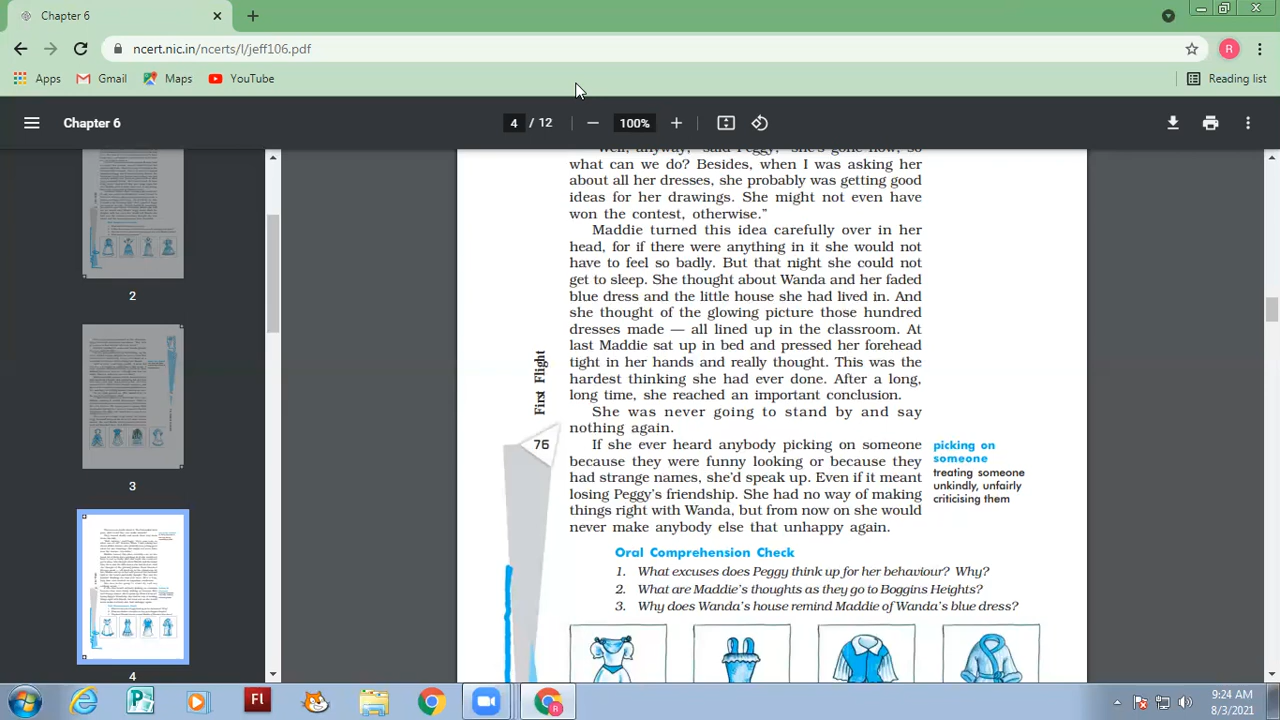 Chapter 6
ncert.nic.in/ncerts/l/jeff106.pdf
R
Apps Gmail Maps YouTube Reading list
Chapter 6
4 / 12
100%
2
3
4
"Well, anyway," said Peggy, "she's gone now, so
what can we do? Besides, when I was asking her
about all her dresses, she probably was getting good
ideas for her drawings. She might not even have
won the contest, otherwise."
Maddie turned this idea carefully over in her
head, for if there were anything in it she would not
have to feel so badly. But that night she could not
get to sleep. She thought about Wanda and her faded
blue dress and the little house she had lived in. And
she thought of the glowing picture those hundred
dresses made — all lined up in the classroom. At
last Maddie sat up in bed and pressed her forehead
tight in her hands and really thought. This was the
hardest thinking she had ever done. After a long,
long time, she reached an important conclusion.
She was never going to stand by and say
nothing again.
If she ever heard anybody picking on someone
because they were funny looking or because they
had strange names, she'd speak up. Even if it meant
losing Peggy's friendship. She had no way of making
things right with Wanda, but from now on she would
never make anybody else that unhappy again.
First Flight
76
picking on
someone
treating someone
unkindly, unfairly
criticising them
Oral Comprehension Check
1. What excuses does Peggy think up for her behaviour? Why?
2. What are Maddie's thoughts as they go to Boggins Heights?
3. Why does Wanda's house remind Maddie of Wanda's blue dress?
Fl
R
9:24 AM
8/3/2021